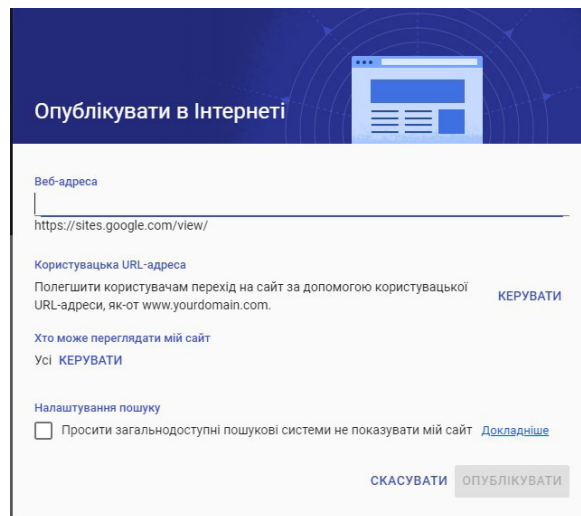 Опублікувати в Інтернеті
Веб-адреса
https://sites.google.com/view/
Користувацька URL-адреса
Полегшити користувачам перехід на сайт за допомогою користувацької
URL-адреси, як-от www.yourdomain.com.
КЕРУВАТИ
Хто може переглядати мій сайт
Усі КЕРУВАТИ
Налаштування пошуку
Просити загальнодоступні пошукові системи не показувати мій сайт Докладніше
СКАСУВАТИ ОПУБЛІКУВАТИ